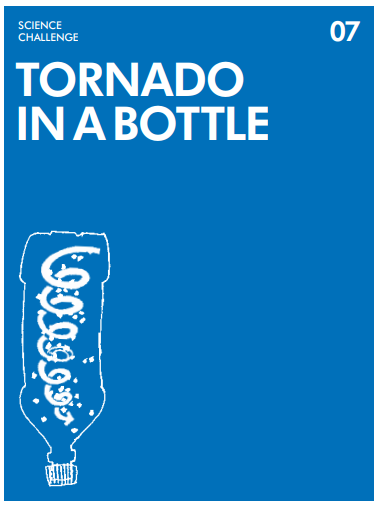 SCIENCE
CHALLENGE
07
TORNADO
IN A BOTTLE